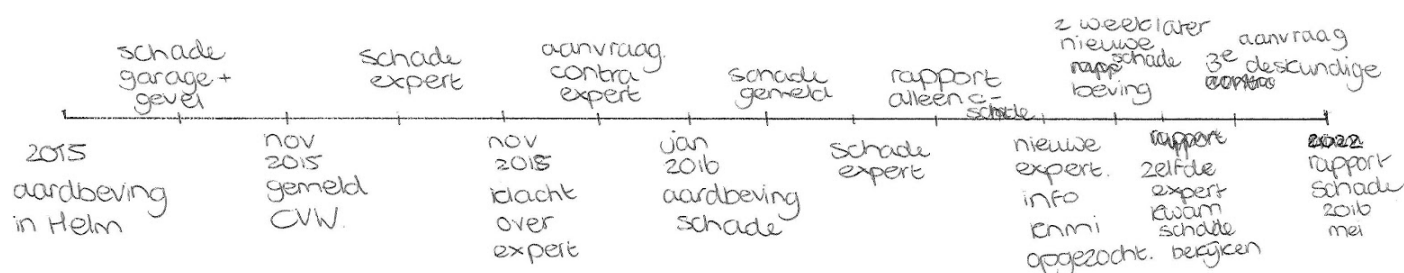 schade
garage +
gevel
schade
expert
aanvraag
contra
expert
schade
gemeld
rapport
alleen c-
schade
2 week later
nieuwe
rapp schade
beving
aanvraag
3e deskundige
2015
aardbeving
in Helm
nov
2015
gemeld
CVW.
nov
2015
klacht
over
expert
jan
2016
aardbeving
schade
schade
expert
nieuwe
expert.
info
knmi
opgezocht.
rapport
zelfde
expert
kwam
schade
bekijken
2022
rapport
schade
2016
mei